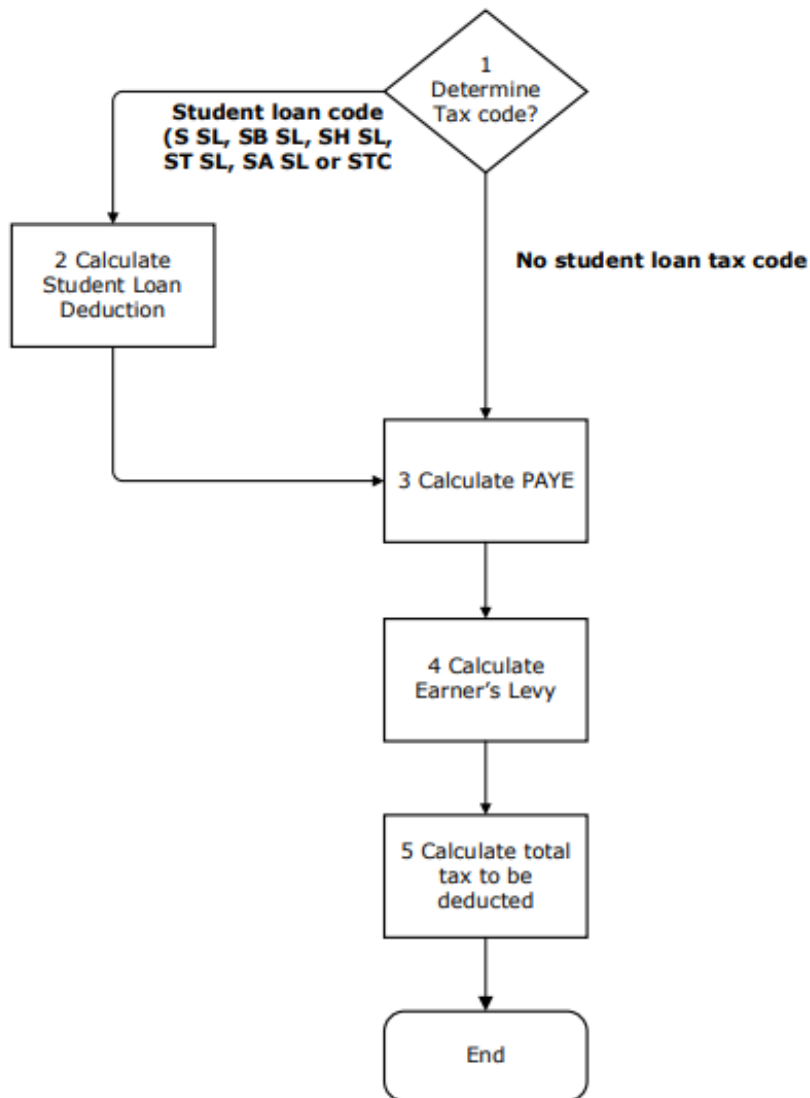 1
Determine
Tax code?
Student loan code
(S SL, SB SL, SH SL,
ST SL, SA SL or STC
2 Calculate
Student Loan
Deduction
No student loan tax code
3 Calculate PAYE
4 Calculate
Earner's Levy
5 Calculate total
tax to be
deducted
End